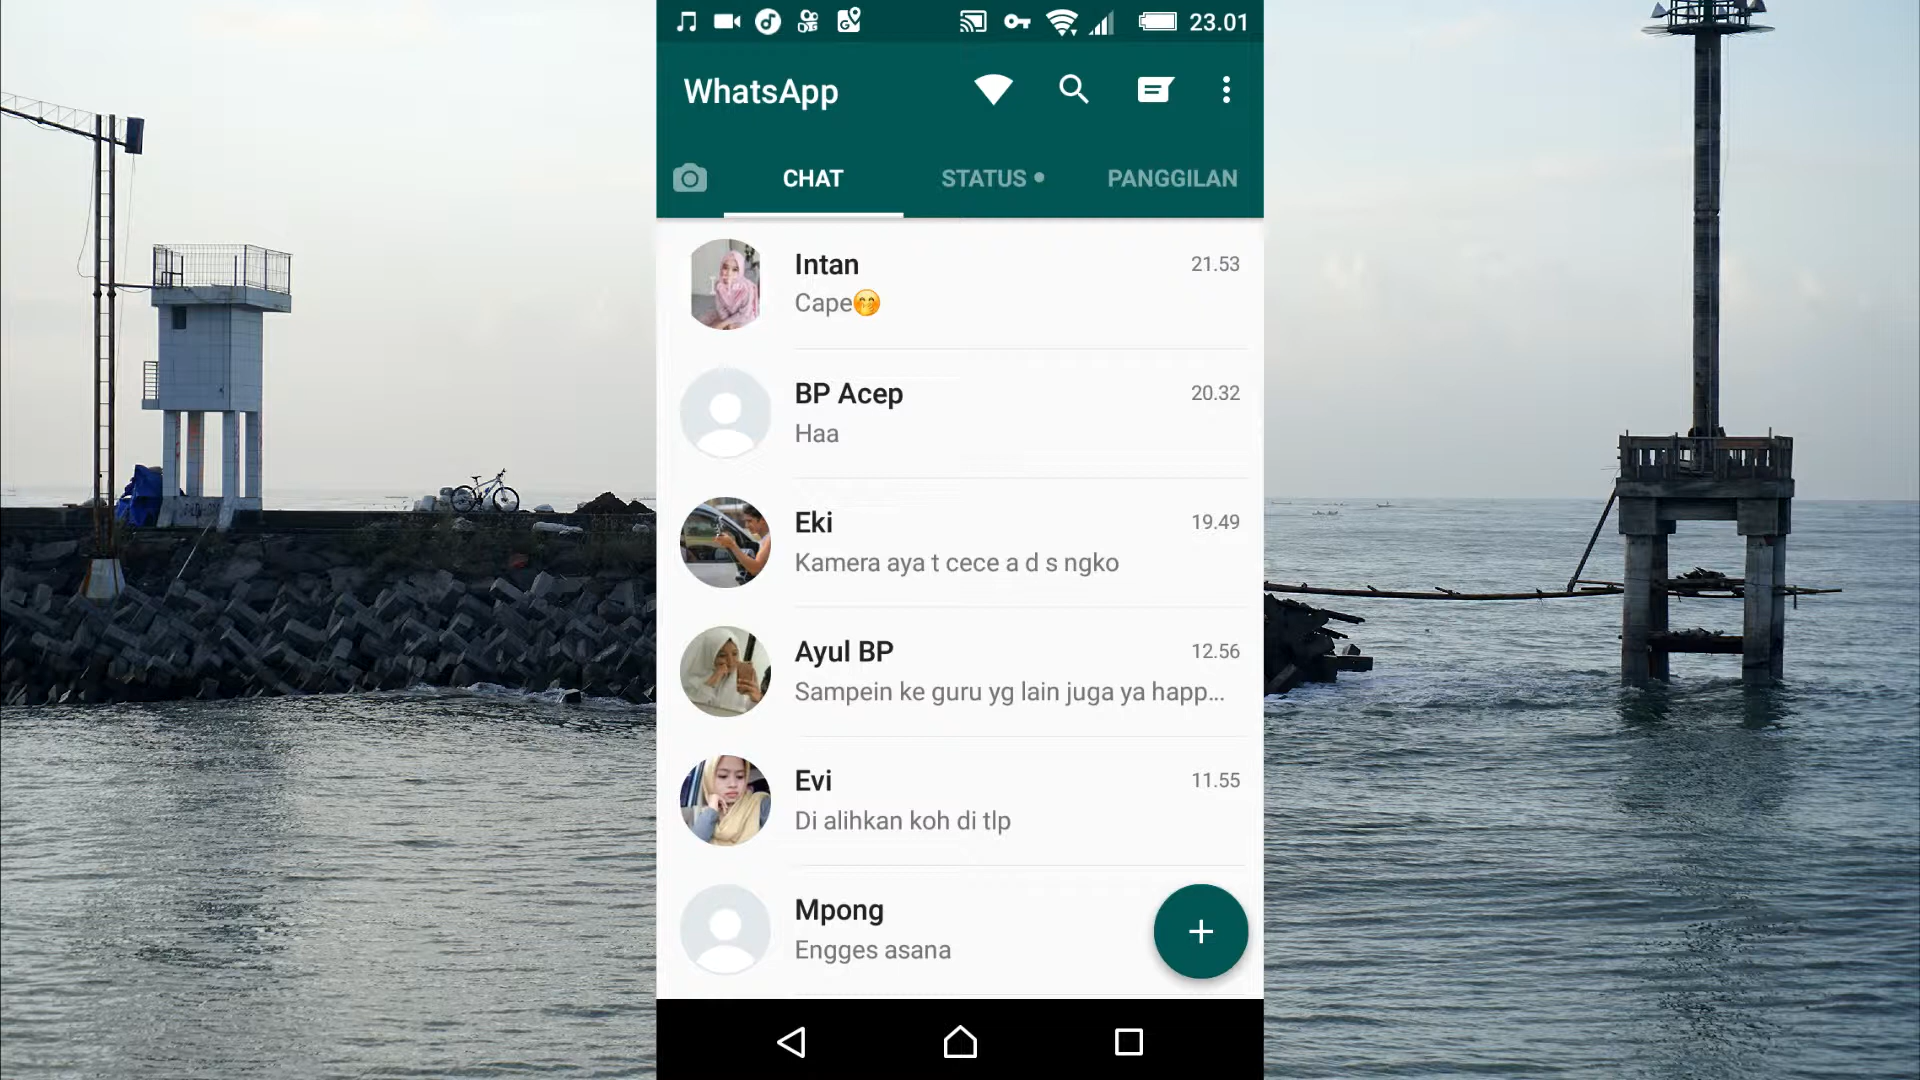 23.01
WhatsApp
CHAT STATUS PANGGILAN
Intan 21.53
Cape🤭
BP Acep 20.32
Haa
Eki 19.49
Kamera aya t cece a d s ngko
Ayul BP 12.56
Sampein ke guru yg lain juga ya happ...
Evi 11.55
Di alihkan koh di tlp
Mpong
Engges asana